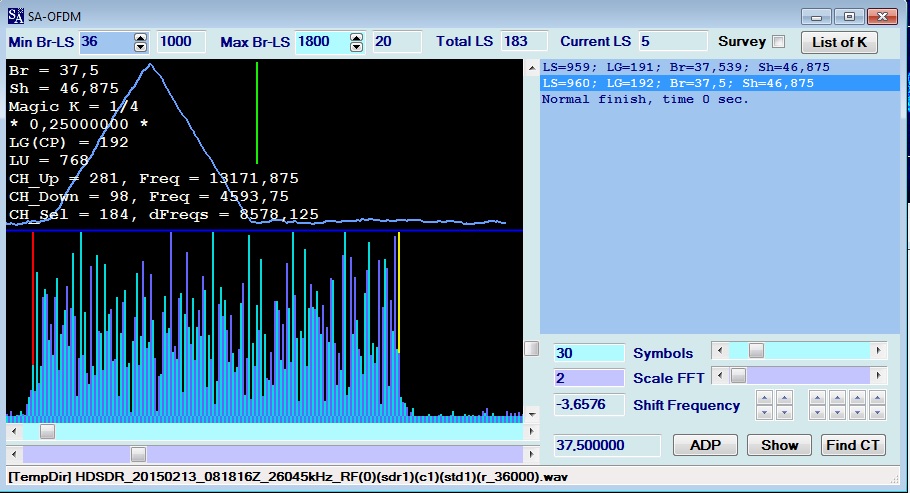 SA-OFDM
Min Br-LS 36 1000 Max Br-LS 1800 20 Total LS 183 Current LS 5 Survey List of K
Br = 37,5
Sh = 46,875
Magic K = 1/4
* 0,25000000 *
LG(CP) = 192
LU = 768
CH_Up = 281, Freq = 13171,875
CH_Down = 98, Freq = 4593,75
CH_Sel = 184, dFreqs = 8578,125
LS=959; LG=191; Br=37,539; Sh=46,875
LS=960; LG=192; Br=37,5; Sh=46,875
Normal finish, time 0 sec.
30 Symbols
2 Scale FFT
-3.6576 Shift Frequency
37.500000 ADP Show Find CT
[TempDir] HDSDR_20150213_081816Z_26045kHz_RF(0)(sdr1)(c1)(std1)(r_36000).wav